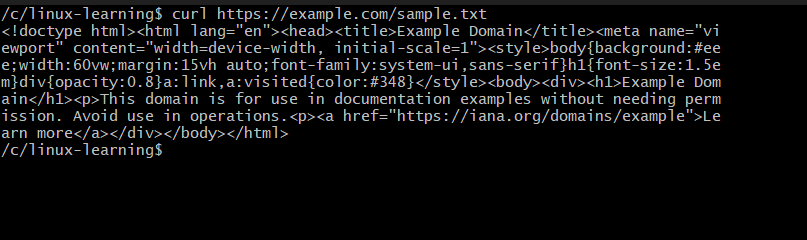 /c/linux-learning$ curl https://example.com/sample.txt
<!doctype html><html lang="en"><head><title>Example Domain</title><meta name="vi
ewport" content="width=device-width, initial-scale=1"><style>body{background:#ee
e;width:60vw;margin:15vh auto;font-family:system-ui,sans-serif}h1{font-size:1.5e
m}div{opacity:0.8}a:link,a:visited{color:#348}</style><body><div><h1>Example Dom
ain</h1><p>This domain is for use in documentation examples without needing perm
ission. Avoid use in operations.<p><a href="https://iana.org/domains/example">Le
arn more</a></div></body></html>
/c/linux-learning$